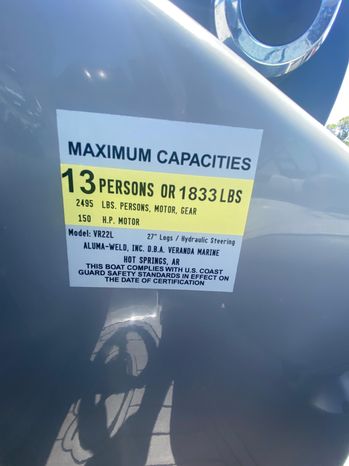 MAXIMUM CAPACITIES
13 PERSONS OR 1833 LBS
2495 LBS. PERSONS, MOTOR, GEAR
150 H.P. MOTOR
Model: VR22L 27" Logs / Hydraulic Steering
ALUMA-WELD, INC. D.B.A. VERANDA MARINE
HOT SPRINGS, AR
THIS BOAT COMPLIES WITH U.S. COAST
GUARD SAFETY STANDARDS IN EFFECT ON
THE DATE OF CERTIFICATION